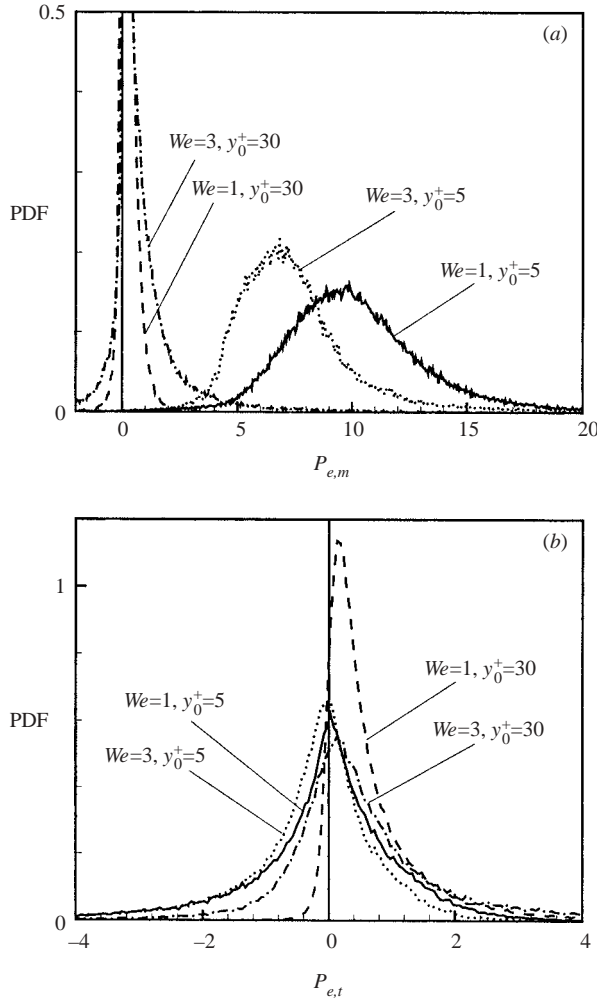 0.5
(a)
We=3, y₀⁺=30
We=1, y₀⁺=30
We=3, y₀⁺=5
PDF
We=1, y₀⁺=5
0
0 5 10 15 20
P_{e,m}
(b)
1
We=1, y₀⁺=30
We=1, y₀⁺=5
We=3, y₀⁺=30
PDF
We=3, y₀⁺=5
0
−4 −2 0 2 4
P_{e,t}